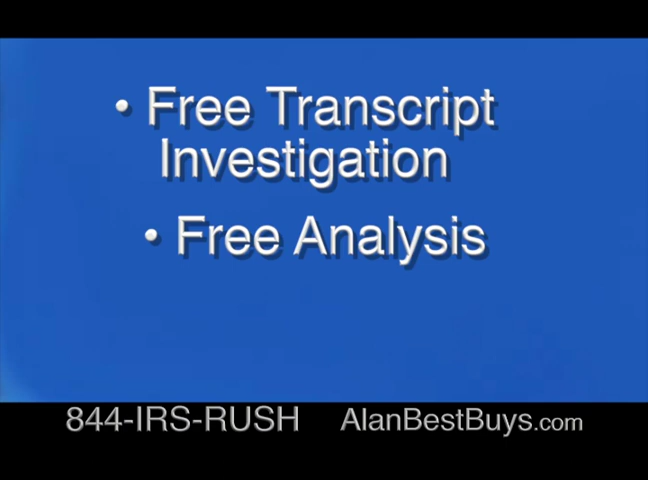 • Free Transcript
Investigation
• Free Analysis
844-IRS-RUSH AlanBestBuys.com